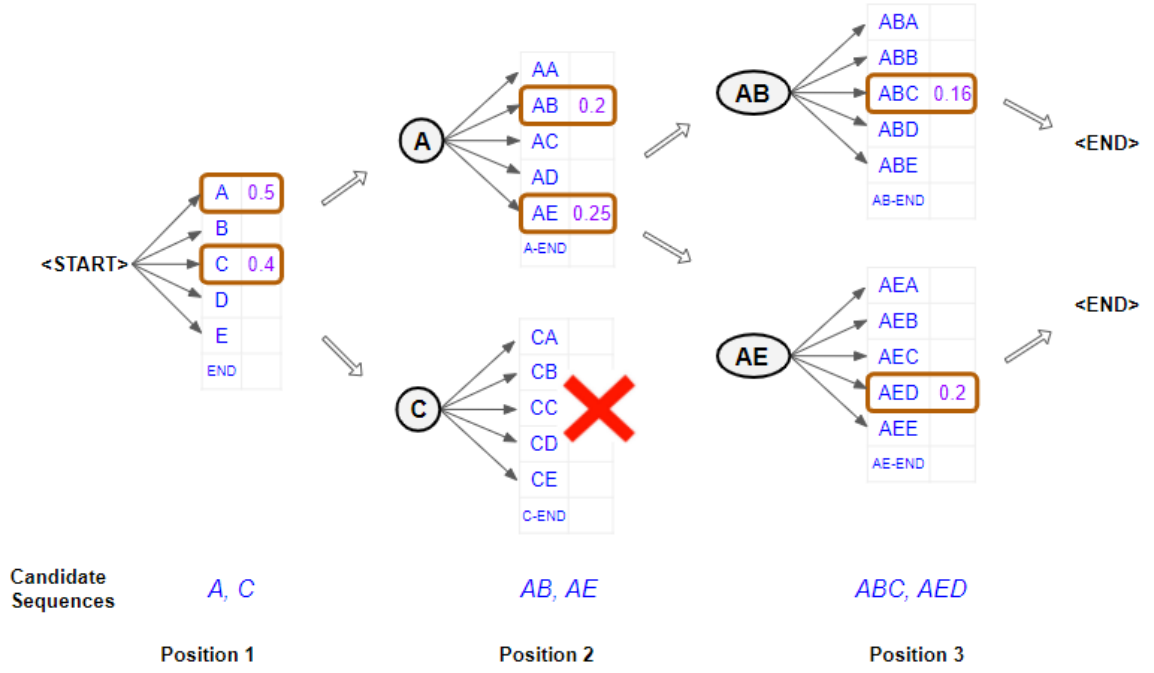 <START>
A 0.5
B
C 0.4
D
E
END
A
AA
AB 0.2
AC
AD
AE 0.25
A-END
C
CA
CB
CC
CD
CE
C-END
AB
ABA
ABB
ABC 0.16
ABD
ABE
AB-END
<END>
AE
AEA
AEB
AEC
AED 0.2
AEE
AE-END
<END>
Candidate
Sequences
A, C
AB, AE
ABC, AED
Position 1
Position 2
Position 3